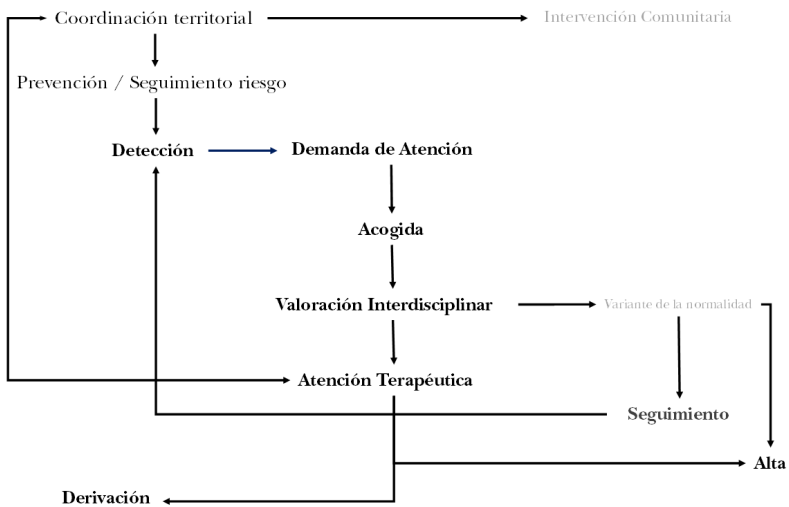 Coordinación territorial
Intervención Comunitaria
Prevención / Seguimiento riesgo
Detección
Demanda de Atención
Acogida
Valoración Interdisciplinar
Variante de la normalidad
Atención Terapéutica
Seguimiento
Alta
Derivación